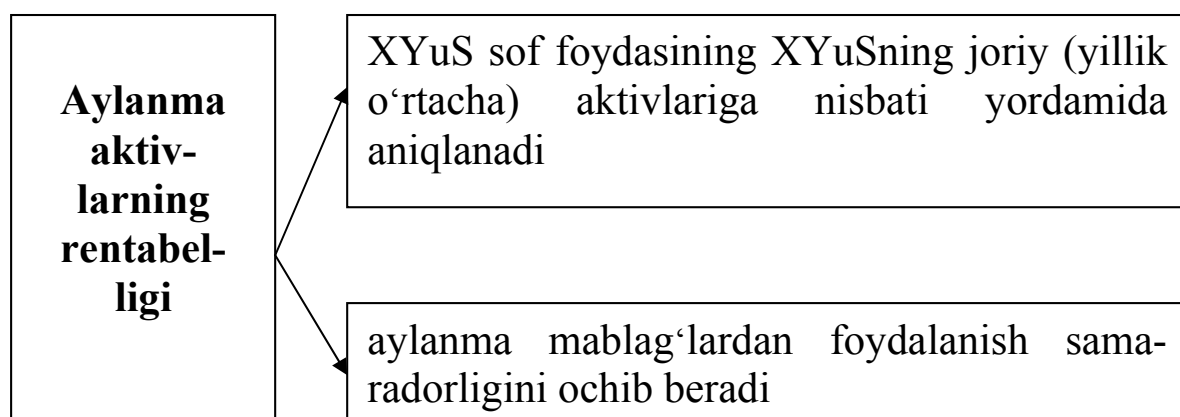 Aylanma
aktiv-
larning
rentabel-
ligi
XYuS sof foydasining XYuSning joriy (yillik
o‘rtacha) aktivlariga nisbati yordamida
aniqlanadi
aylanma mablag‘lardan foydalanish sama-
radorligini ochib beradi